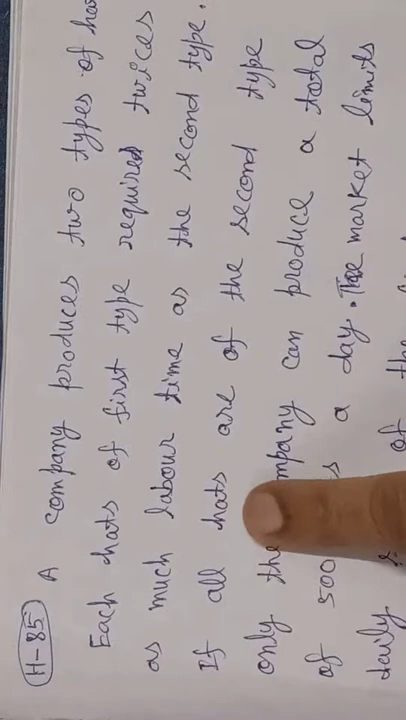 H-85 A company produces two types of
Each hats of first type required twices
as much labour time as the second type.
If all hats are of the second type
only the company can produce a total
of 500 a day. The market limits
daily of the